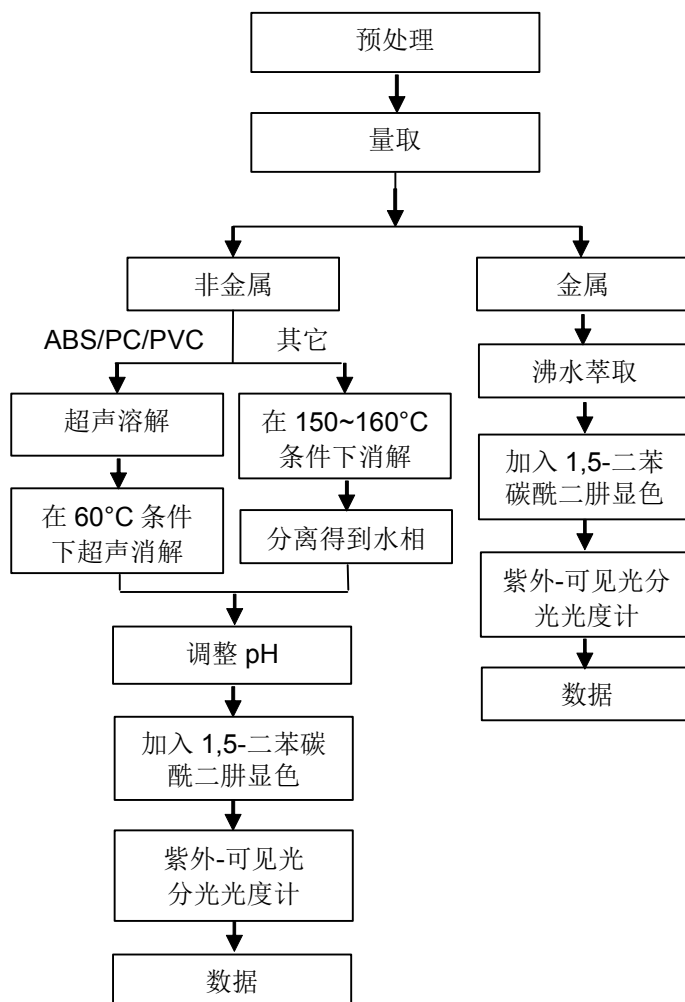 预处理
量取
非金属
金属
ABS/PC/PVC
其它
超声溶解
在 60°C 条件
下超声消解
在 150~160°C
条件下消解
分离得到水相
调整 pH
加入 1,5-二苯碳
酰二肼显色
紫外-可见光
分光光度计
数据
沸水萃取
加入 1,5-二苯
碳酰二肼显色
紫外-可见光分
光光度计
数据